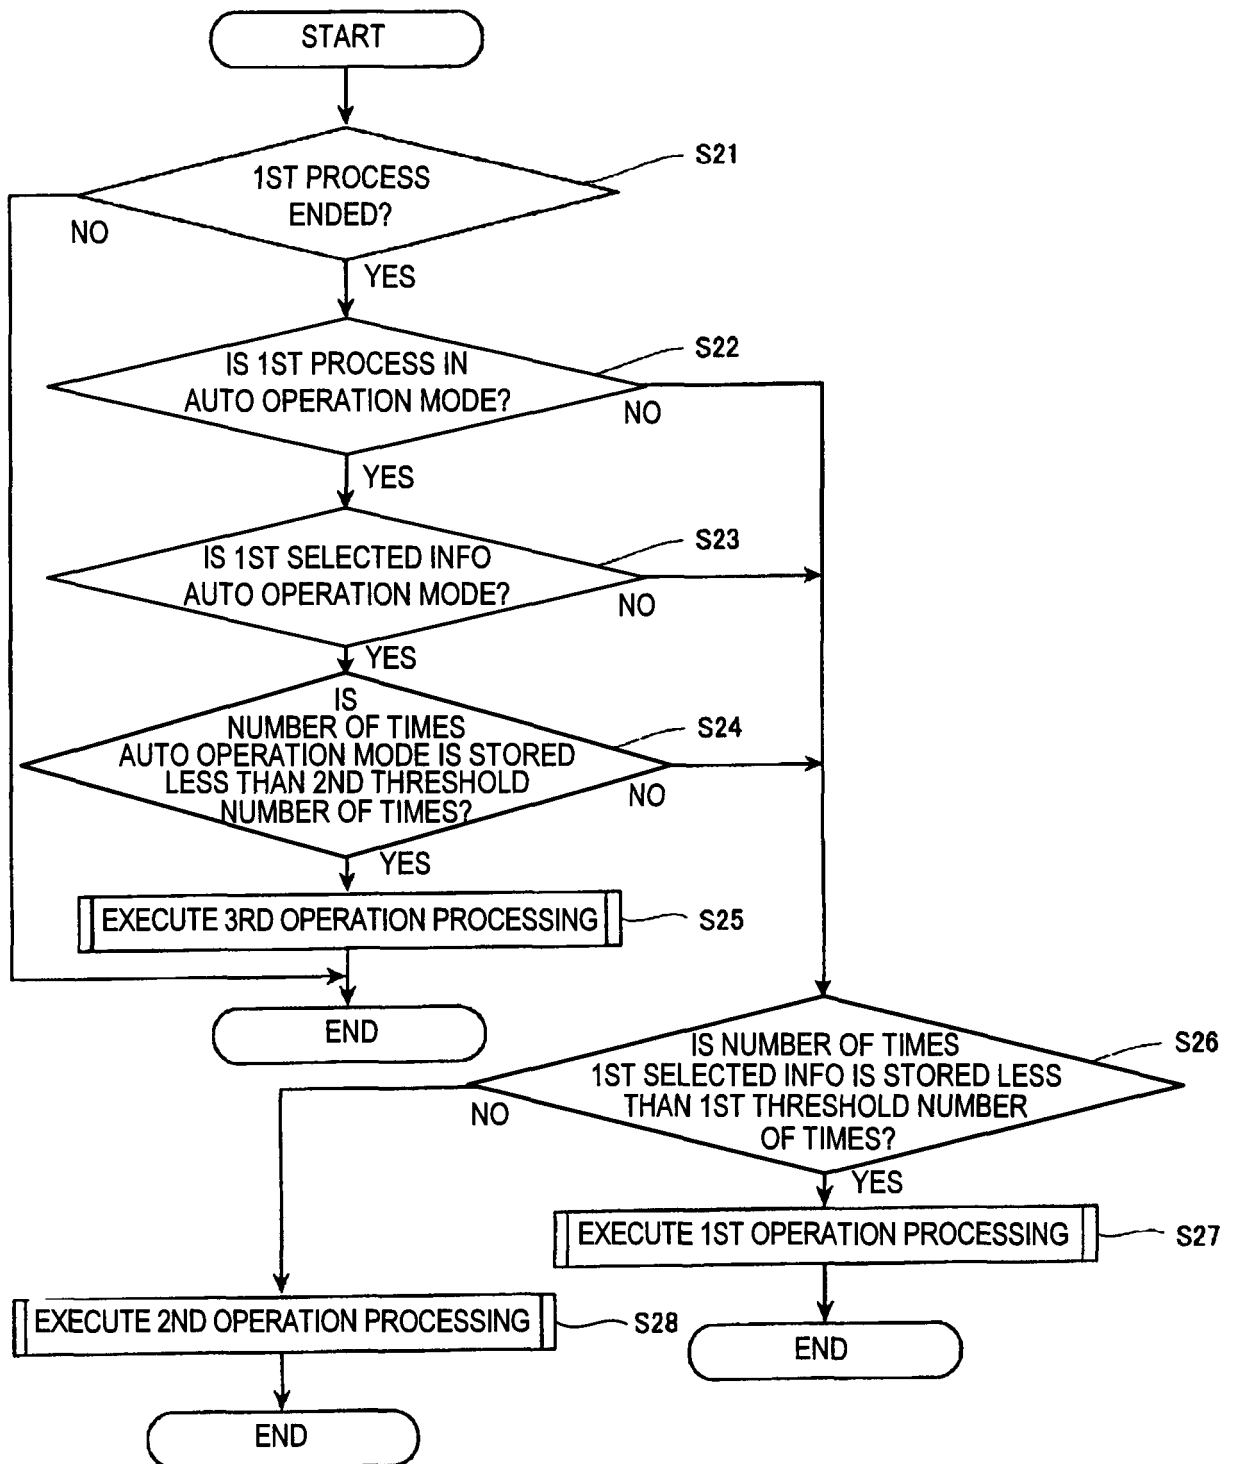 START
S21
1ST PROCESS
ENDED?
NO
YES
S22
IS 1ST PROCESS IN
AUTO OPERATION MODE?
NO
YES
S23
IS 1ST SELECTED INFO
AUTO OPERATION MODE?
NO
YES
IS
NUMBER OF TIMES
AUTO OPERATION MODE IS STORED
LESS THAN 2ND THRESHOLD
NUMBER OF TIMES?
S24
NO
YES
EXECUTE 3RD OPERATION PROCESSING
S25
END
IS NUMBER OF TIMES
1ST SELECTED INFO IS STORED LESS
THAN 1ST THRESHOLD NUMBER
OF TIMES?
S26
NO
YES
EXECUTE 1ST OPERATION PROCESSING
S27
EXECUTE 2ND OPERATION PROCESSING
S28
END
END